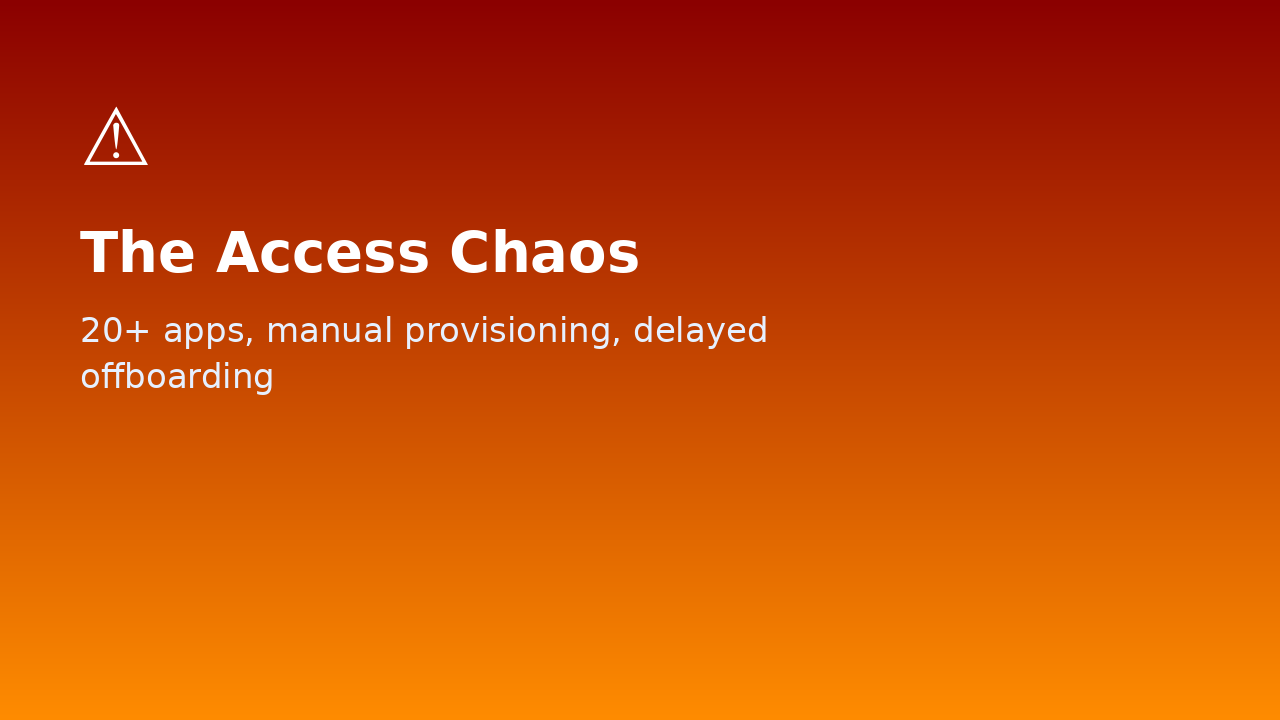 ⚠
The Access Chaos
20+ apps, manual provisioning, delayed
offboarding